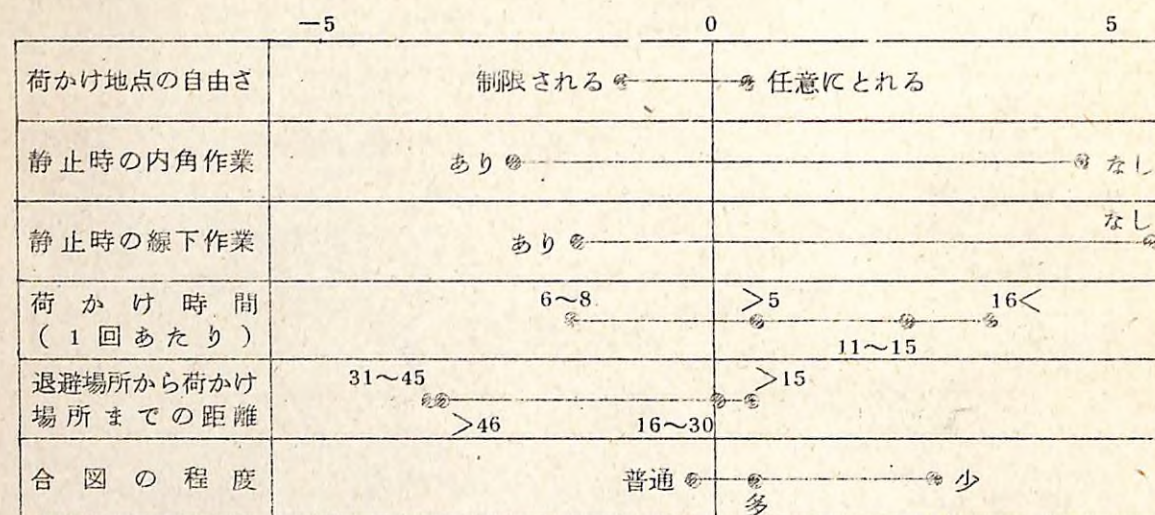 -5 0 5
荷かけ地点の自由さ 制限される 任意にとれる
静止時の内角作業 あり なし
静止時の線下作業 あり なし
荷かけ時間 6~8 >5 16<
(1回あたり) 11~15
退避場所から荷かけ 31~45 >15
場所までの距離 >46 16~30
合図の程度 普通 少
多